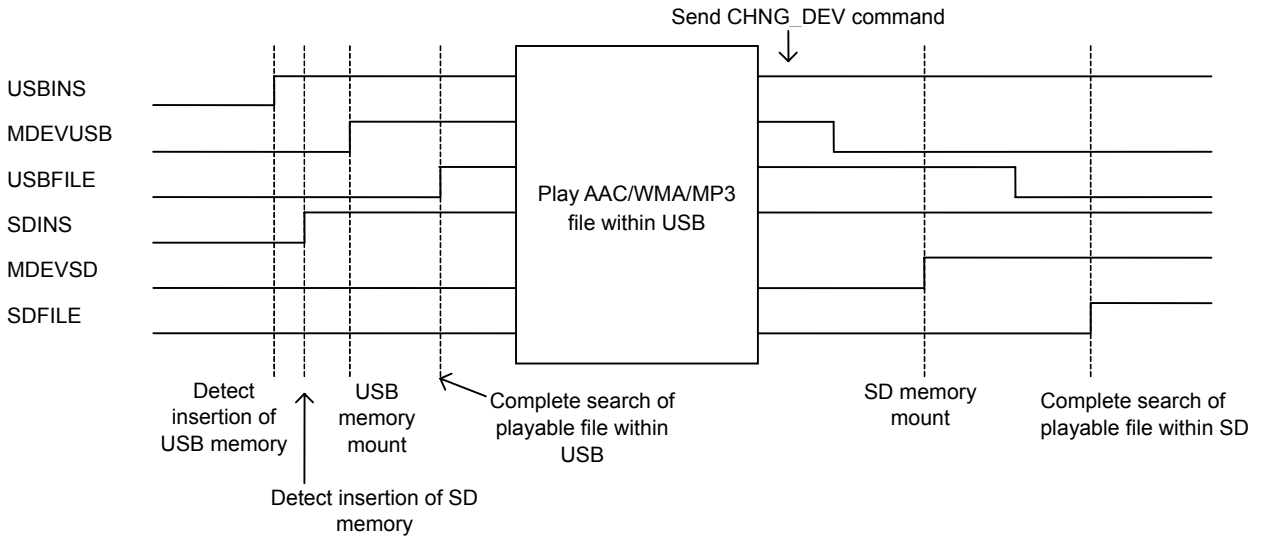 Send CHNG_DEV command
USBINS
MDEVUSB
USBFILE
SDINS
MDEVSD
SDFILE
Play AAC/WMA/MP3
file within USB
Detect
insertion of
USB memory
USB
memory
mount
Complete search of
playable file within
USB
SD memory
mount
Complete search of
playable file within SD
Detect insertion of SD
memory